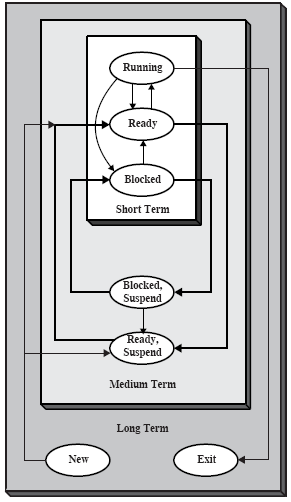 Running
Ready
Blocked
Short Term
Blocked,
Suspend
Ready,
Suspend
Medium Term
Long Term
New
Exit